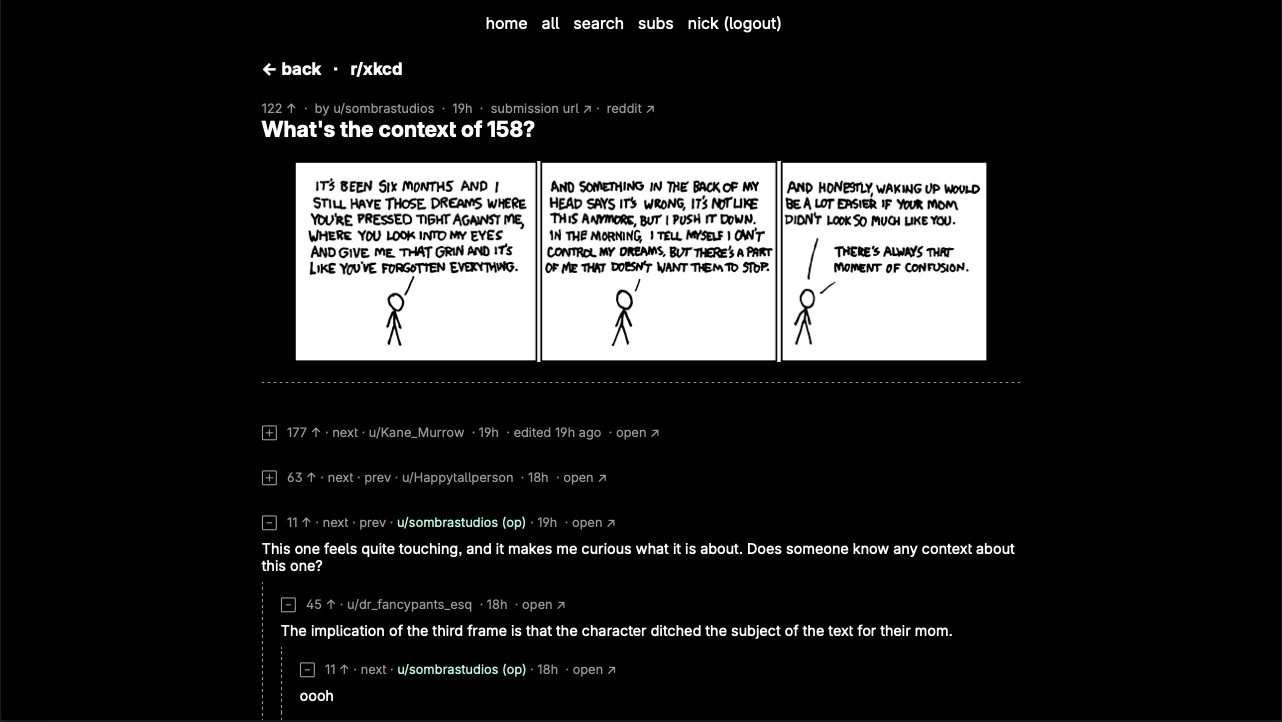 home all search subs nick (logout)
← back · r/xkcd
122 ↑ · by u/sombrastudios · 19h · submission url ↗ · reddit ↗
What's the context of 158?
IT'S BEEN SIX MONTHS AND I
STILL HAVE THOSE DREAMS WHERE
YOU'RE PRESSED TIGHT AGAINST ME,
WHERE YOU LOOK INTO MY EYES
AND GIVE ME THAT GRIN AND IT'S
LIKE YOU'VE FORGOTTEN EVERYTHING.
AND SOMETHING IN THE BACK OF MY
HEAD SAYS IT'S WRONG, IT'S NOT LIKE
THIS ANYMORE, BUT I PUSH IT DOWN.
IN THE MORNING, I TELL MYSELF I CAN'T
CONTROL MY DREAMS, BUT THERE'S A PART
OF ME THAT DOESN'T WANT THEM TO STOP.
AND HONESTLY, WAKING UP WOULD
BE A LOT EASIER IF YOUR MOM
DIDN'T LOOK SO MUCH LIKE YOU.
THERE'S ALWAYS THAT
MOMENT OF CONFUSION.
177 ↑ · next · u/Kane_Murrow · 19h · edited 19h ago · open ↗
63 ↑ · next · prev · u/Happytallperson · 18h · open ↗
11 ↑ · next · prev · u/sombrastudios (op) · 19h · open ↗
This one feels quite touching, and it makes me curious what it is about. Does someone know any context about
this one?
45 ↑ · u/dr_fancypants_esq · 18h · open ↗
The implication of the third frame is that the character ditched the subject of the text for their mom.
11 ↑ · next · u/sombrastudios (op) · 18h · open ↗
oooh